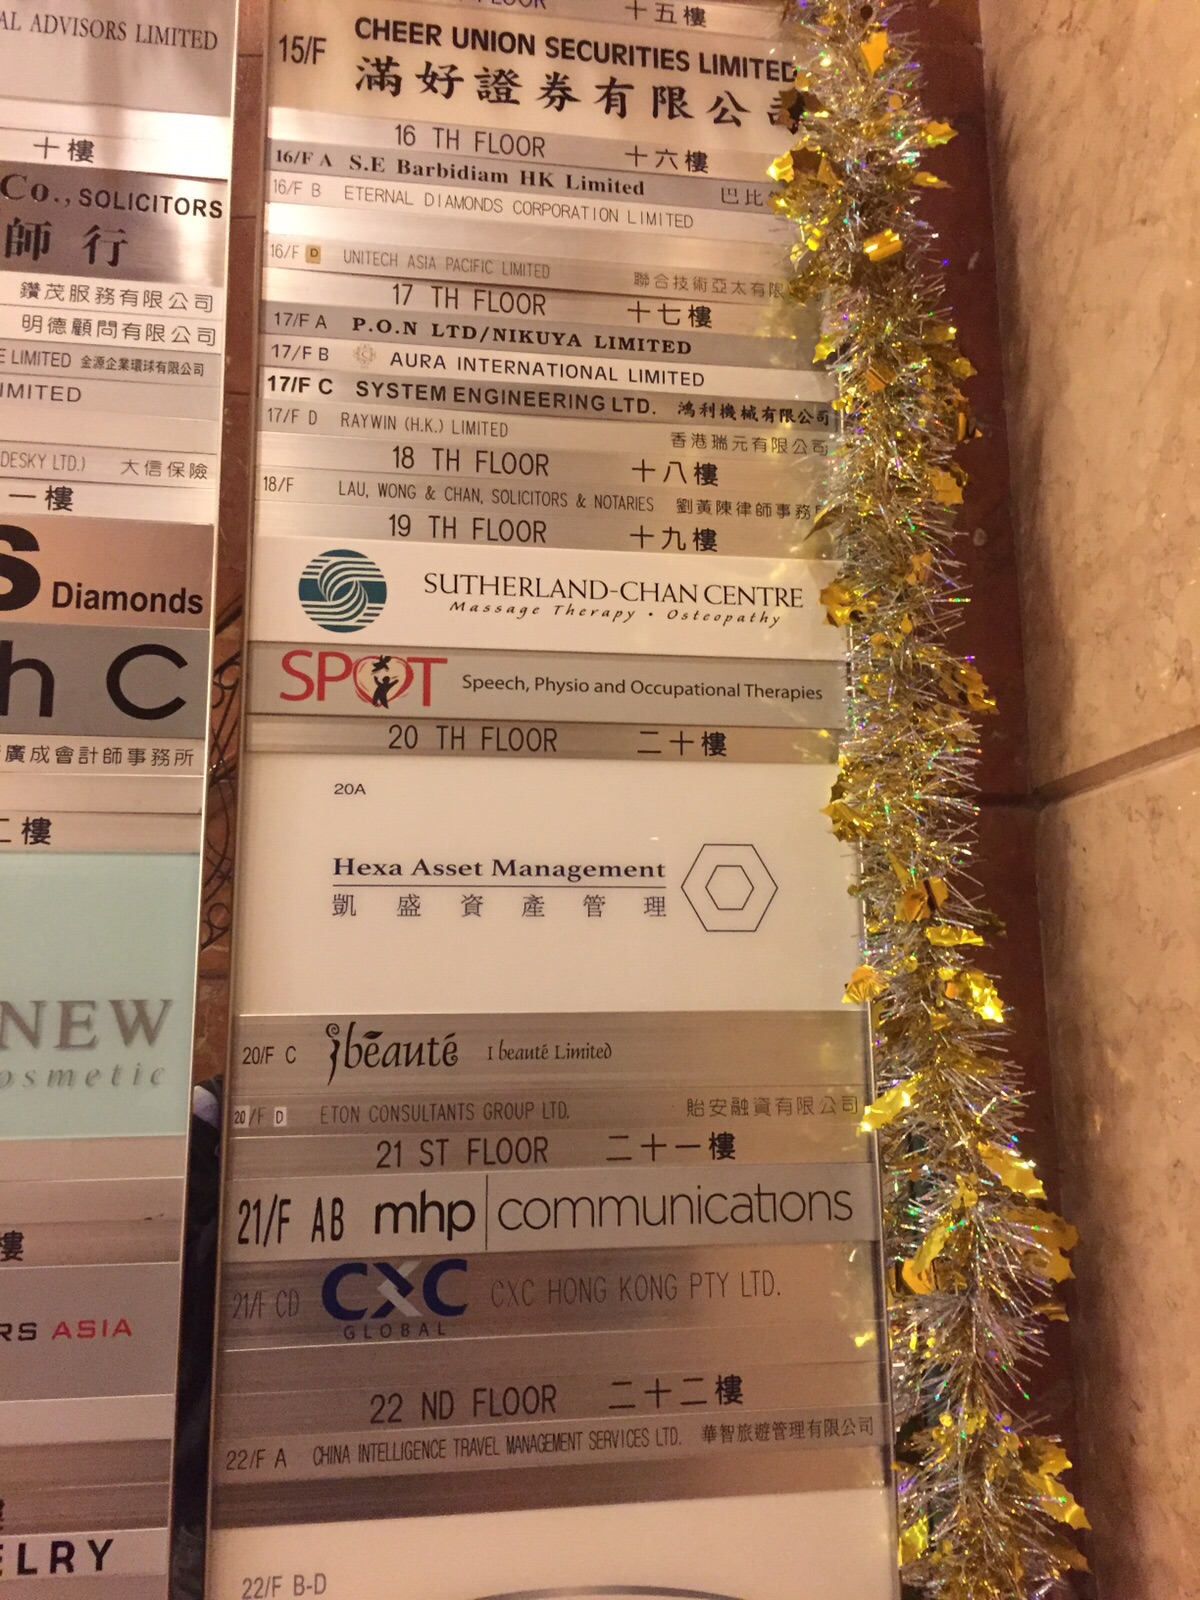 AL ADVISORS LIMITED
十樓
Co., SOLICITORS
師行
鑽茂服務有限公司
明德顧問有限公司
E LIMITED 金源企業環球有限公司
IMITED
DESKY LTD.) 大信保險
一樓
S Diamonds
h C
廣成會計師事務所
二樓
NEW
osmetic
樓
RS ASIA
ELRY
FLOOR 十五樓
15/F CHEER UNION SECURITIES LIMITED
滿好證券有限公司
16 TH FLOOR 十六樓
16/F A S.E Barbidiam HK Limited 巴比
16/F B ETERNAL DIAMONDS CORPORATION LIMITED
16/F D UNITECH ASIA PACIFIC LIMITED 聯合技術亞太有限
17 TH FLOOR 十七樓
17/F A P.O.N LTD/NIKUYA LIMITED
17/F B AURA INTERNATIONAL LIMITED
17/F C SYSTEM ENGINEERING LTD. 鴻利機械有限公司
17/F D RAYWIN (H.K.) LIMITED 香港瑞元有限公司
18 TH FLOOR 十八樓
18/F LAU, WONG & CHAN, SOLICITORS & NOTARIES 劉黃陳律師事務
19 TH FLOOR 十九樓
SUTHERLAND-CHAN CENTRE
Massage Therapy • Osteopathy
SPOT Speech, Physio and Occupational Therapies
20 TH FLOOR 二十樓
20A
Hexa Asset Management
凱盛資產管理
20/F C ibēauté I beauté Limited
20/F D ETON CONSULTANTS GROUP LTD. 貽安融資有限公司
21 ST FLOOR 二十一樓
21/F AB mhp communications
21/F CD CXC GLOBAL CXC HONG KONG PTY LTD.
22 ND FLOOR 二十二樓
22/F A CHINA INTELLIGENCE TRAVEL MANAGEMENT SERVICES LTD. 華智旅遊管理有限公司
22/F B-D